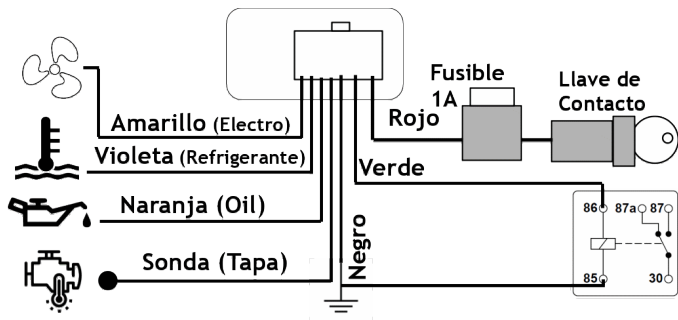 Fusible
1A
Llave de
Contacto
Amarillo (Electro)
Rojo
Violeta (Refrigerante)
Verde
Naranja (Oil)
Negro
Sonda (Tapa)
86 87a 87
85 30